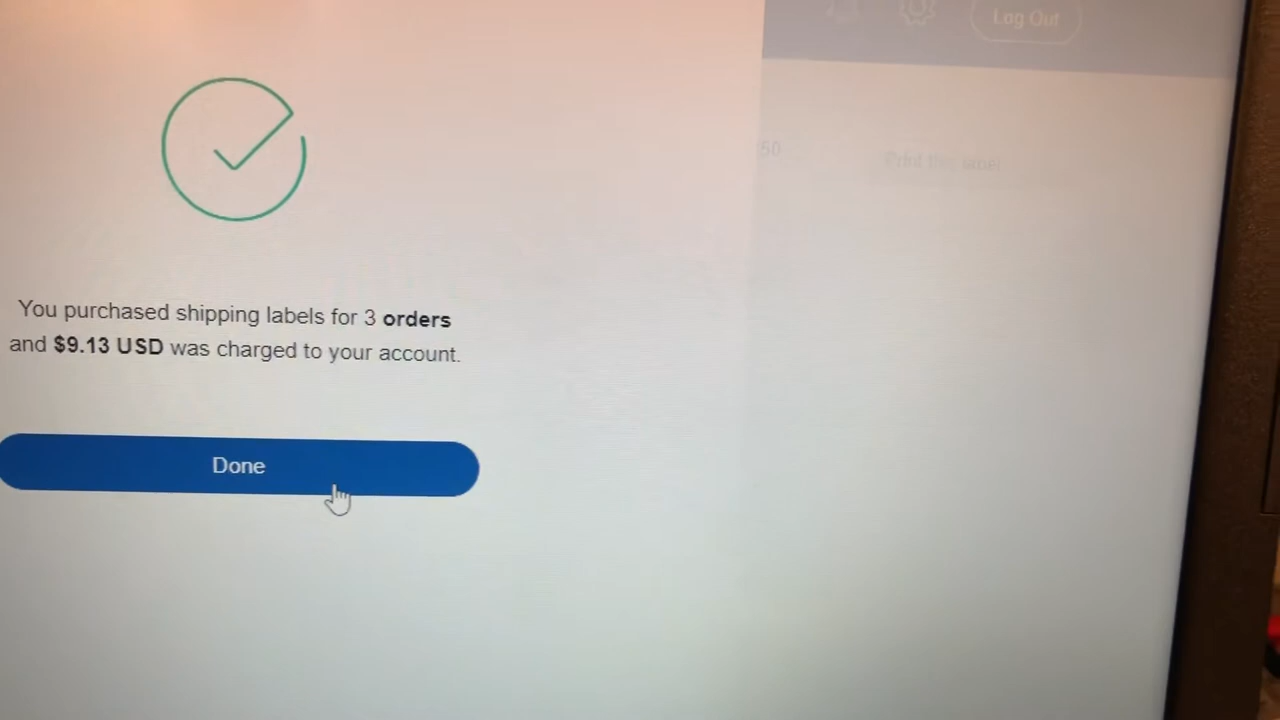 Log Out
50
You purchased shipping labels for 3 orders
and $9.13 USD was charged to your account.
Done